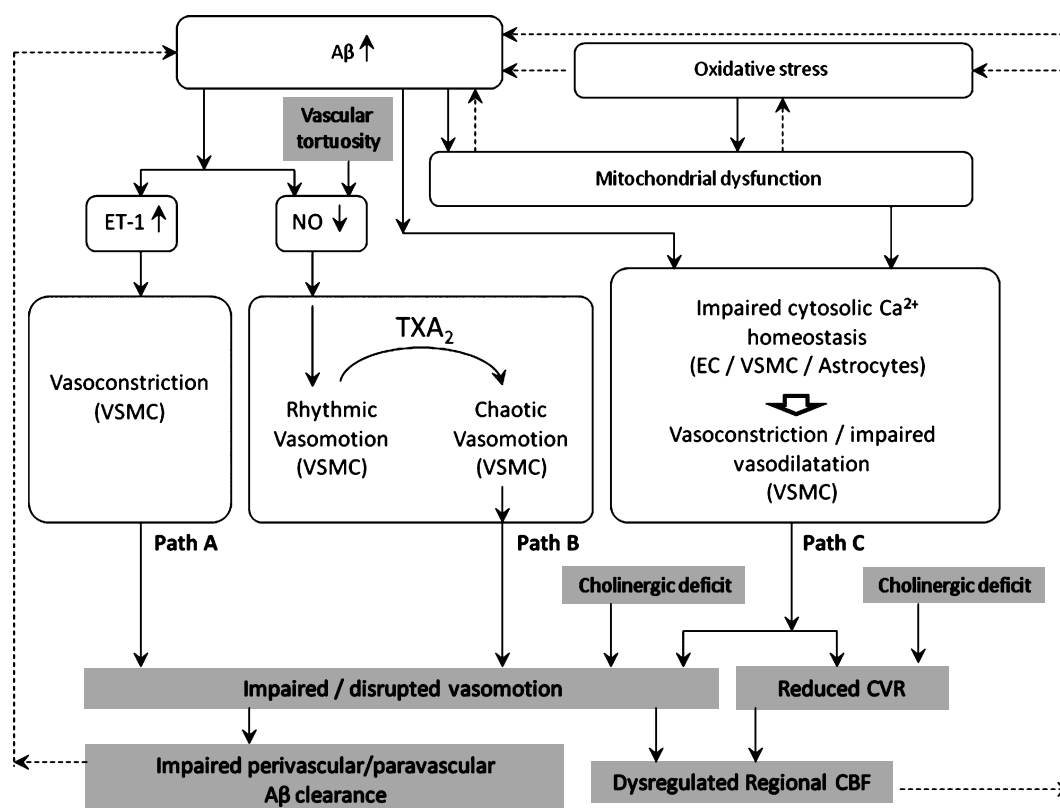 Aβ ↑
Oxidative stress
Vascular
tortuosity
Mitochondrial dysfunction
ET-1 ↑
NO ↓
Vasoconstriction
(VSMC)
TXA₂
Rhythmic
Vasomotion
(VSMC)
Chaotic
Vasomotion
(VSMC)
Impaired cytosolic Ca²⁺
homeostasis
(EC / VSMC / Astrocytes)
Vasoconstriction / impaired
vasodilatation
(VSMC)
Path A
Path B
Path C
Cholinergic deficit
Cholinergic deficit
Impaired / disrupted vasomotion
Reduced CVR
Impaired perivascular/paravascular
Aβ clearance
Dysregulated Regional CBF